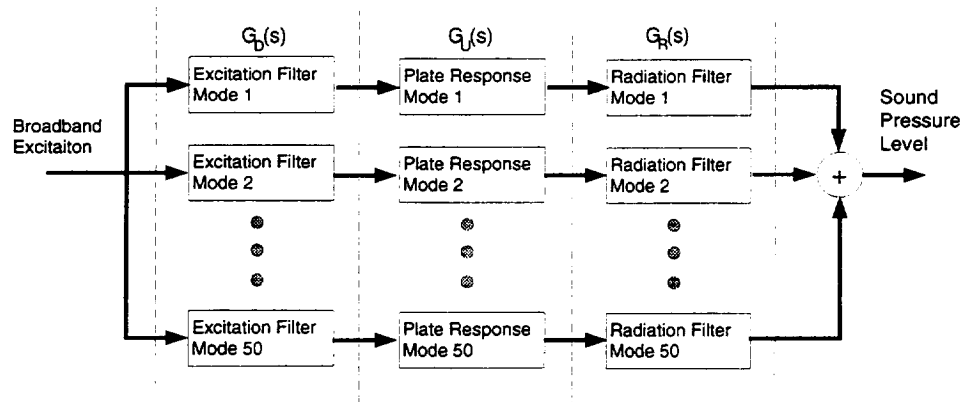 G_D(s) G_U(s) G_R(s)
Excitation Filter
Mode 1
Plate Response
Mode 1
Radiation Filter
Mode 1
Broadband
Excitaiton
Sound
Pressure
Level
Excitation Filter
Mode 2
Plate Response
Mode 2
Radiation Filter
Mode 2
+
Excitation Filter
Mode 50
Plate Response
Mode 50
Radiation Filter
Mode 50